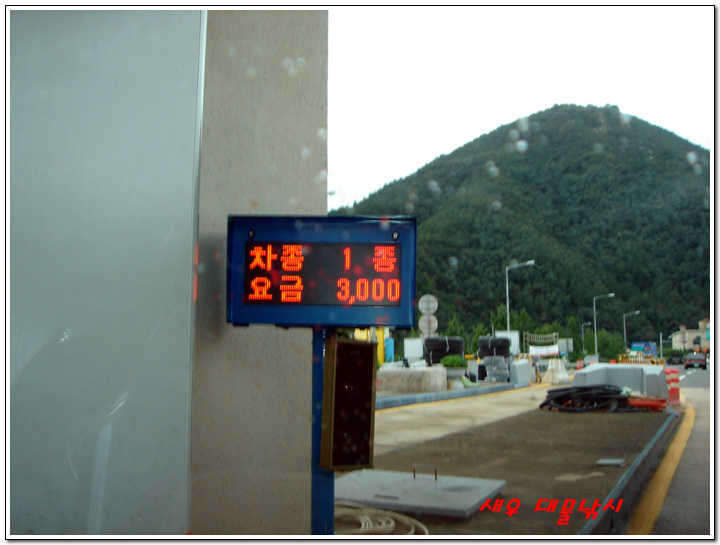 차종 1 종
요금 3,000
새우 대물낚시